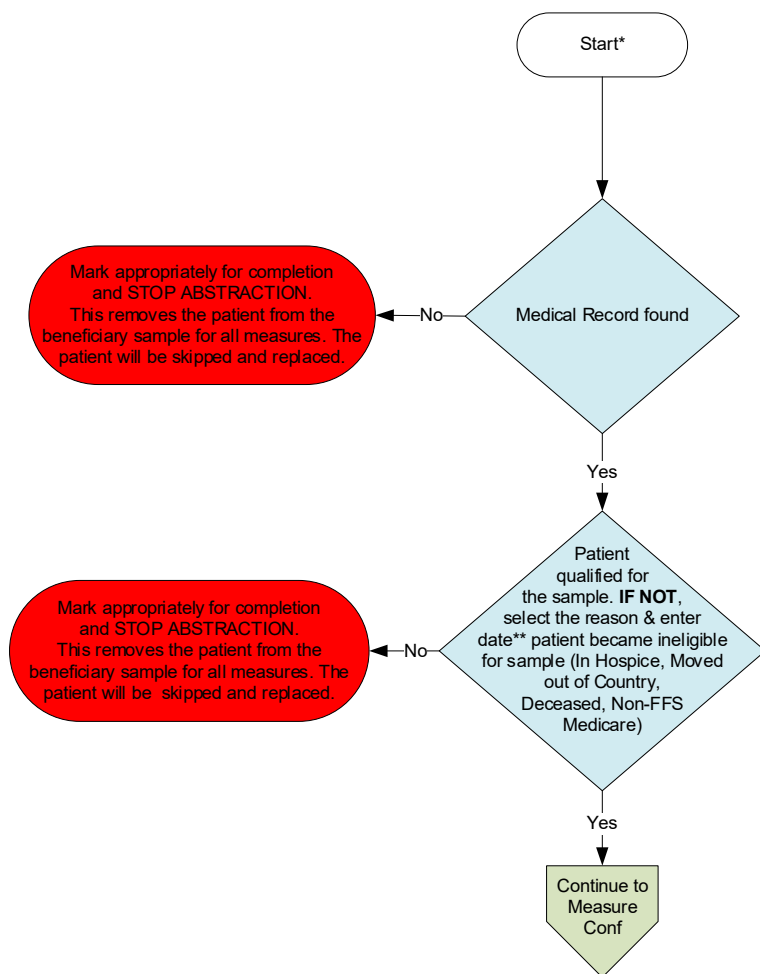 Start*
Medical Record found
No
Mark appropriately for completion
and STOP ABSTRACTION.
This removes the patient from the
beneficiary sample for all measures. The
patient will be skipped and replaced.
Yes
Patient
qualified for
the sample. IF NOT,
select the reason & enter
date** patient became ineligible
for sample (In Hospice, Moved
out of Country,
Deceased, Non-FFS
Medicare)
No
Mark appropriately for completion
and STOP ABSTRACTION.
This removes the patient from the
beneficiary sample for all measures. The
patient will be  skipped and replaced.
Yes
Continue to
Measure
Conf